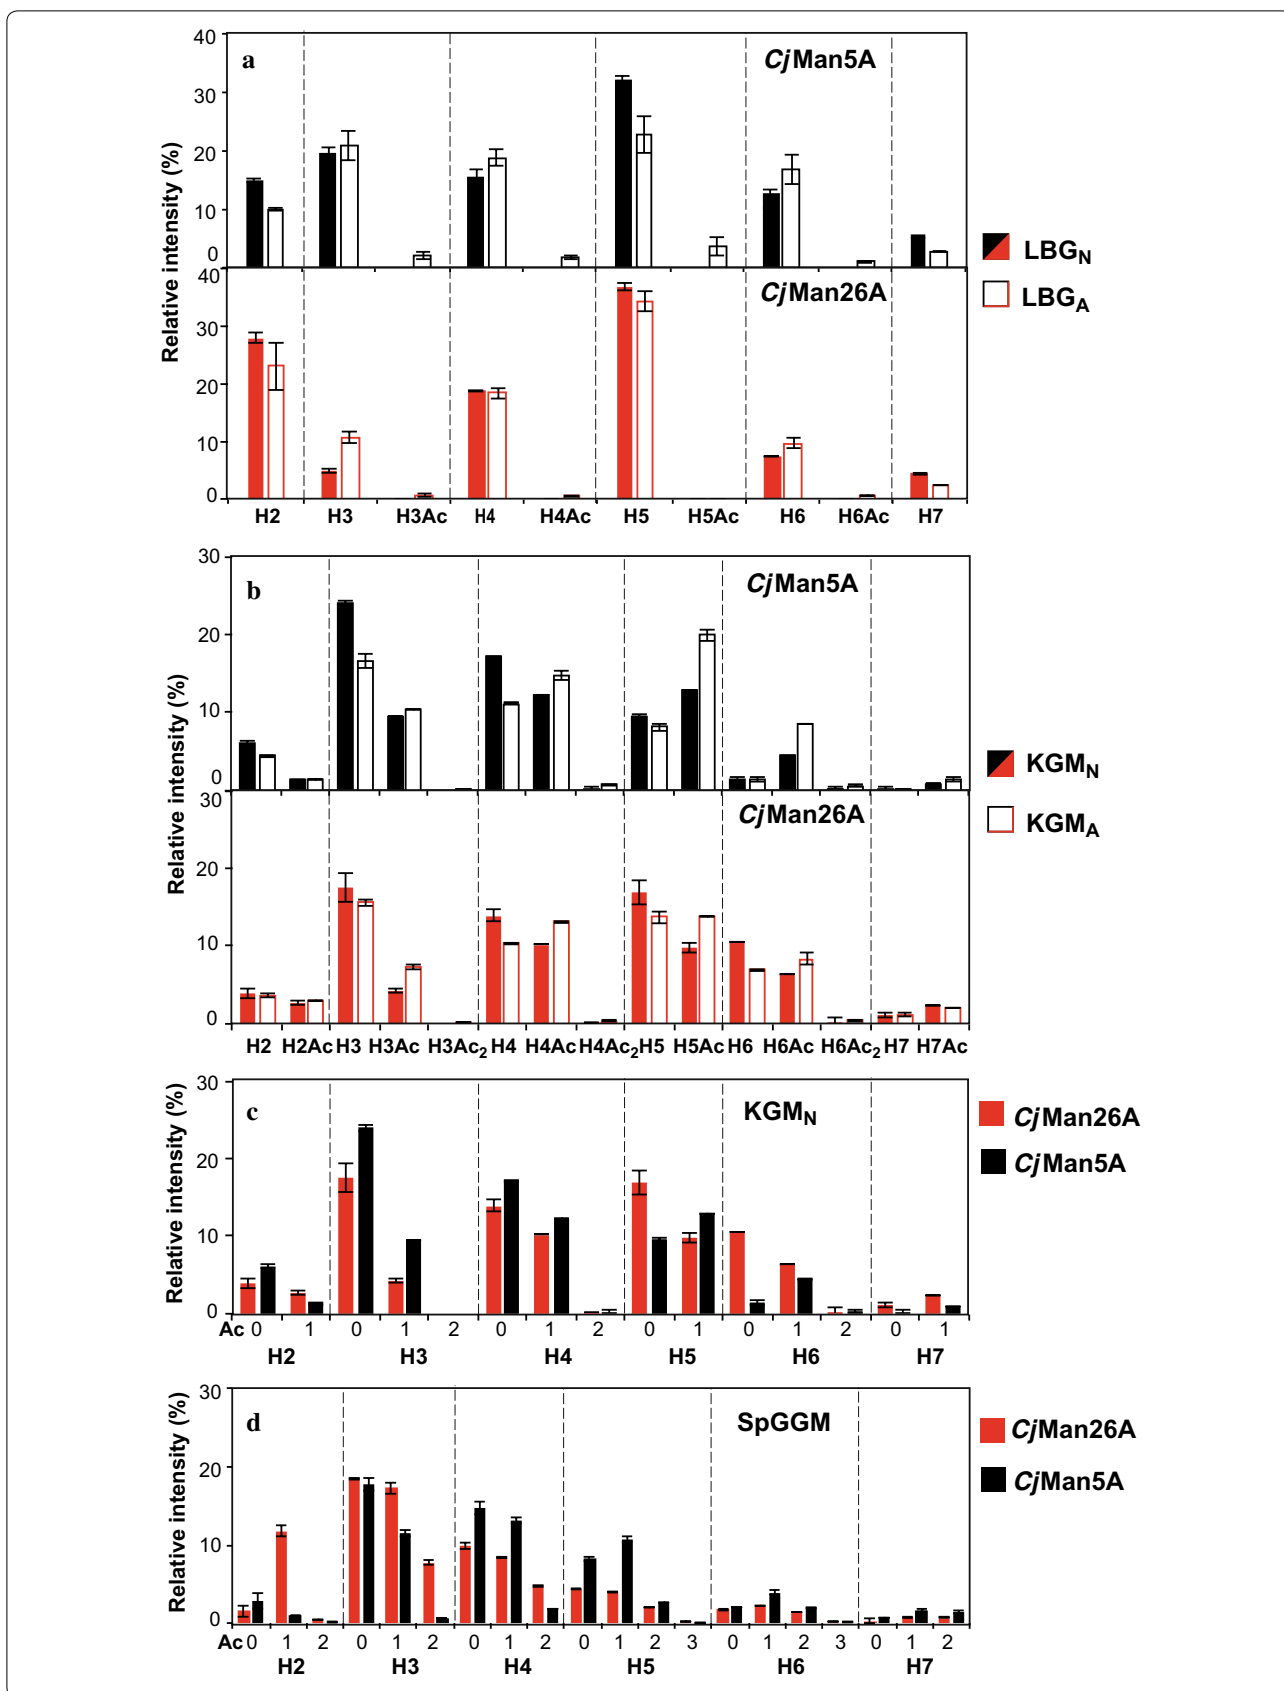 a
CjMan5A
Relative intensity (%)
40
30
20
10
0
LBGN
LBGA
CjMan26A
40
30
20
10
0
H2 H3 H3Ac H4 H4Ac H5 H5Ac H6 H6Ac H7
b
CjMan5A
Relative intensity (%)
30
20
10
0
KGMN
KGMA
CjMan26A
30
20
10
0
H2 H2Ac H3 H3Ac H3Ac2 H4 H4Ac H4Ac2 H5 H5Ac H6 H6Ac H6Ac2 H7 H7Ac
c
KGMN
Relative intensity (%)
30
20
10
0
CjMan26A
CjMan5A
Ac 0 1 0 1 2 0 1 2 0 1 0 1 2 0 1
H2 H3 H4 H5 H6 H7
d
SpGGM
Relative intensity (%)
30
20
10
0
CjMan26A
CjMan5A
Ac 0 1 2 0 1 2 0 1 2 0 1 2 3 0 1 2 3 0 1 2
H2 H3 H4 H5 H6 H7